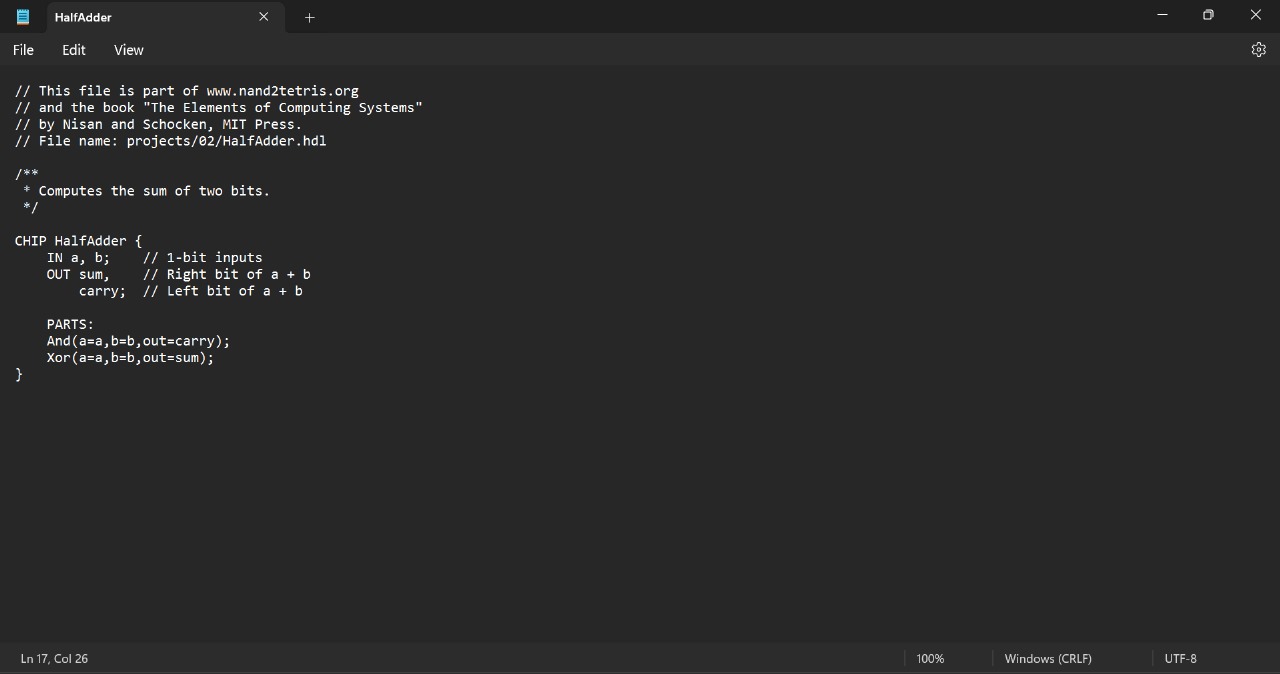 HalfAdder
File Edit View
// This file is part of www.nand2tetris.org
// and the book "The Elements of Computing Systems"
// by Nisan and Schocken, MIT Press.
// File name: projects/02/HalfAdder.hdl
/**
 * Computes the sum of two bits.
 */
CHIP HalfAdder {
    IN a, b;    // 1-bit inputs
    OUT sum,    // Right bit of a + b
        carry;  // Left bit of a + b
    PARTS:
    And(a=a,b=b,out=carry);
    Xor(a=a,b=b,out=sum);
}
Ln 17, Col 26 100% Windows (CRLF) UTF-8